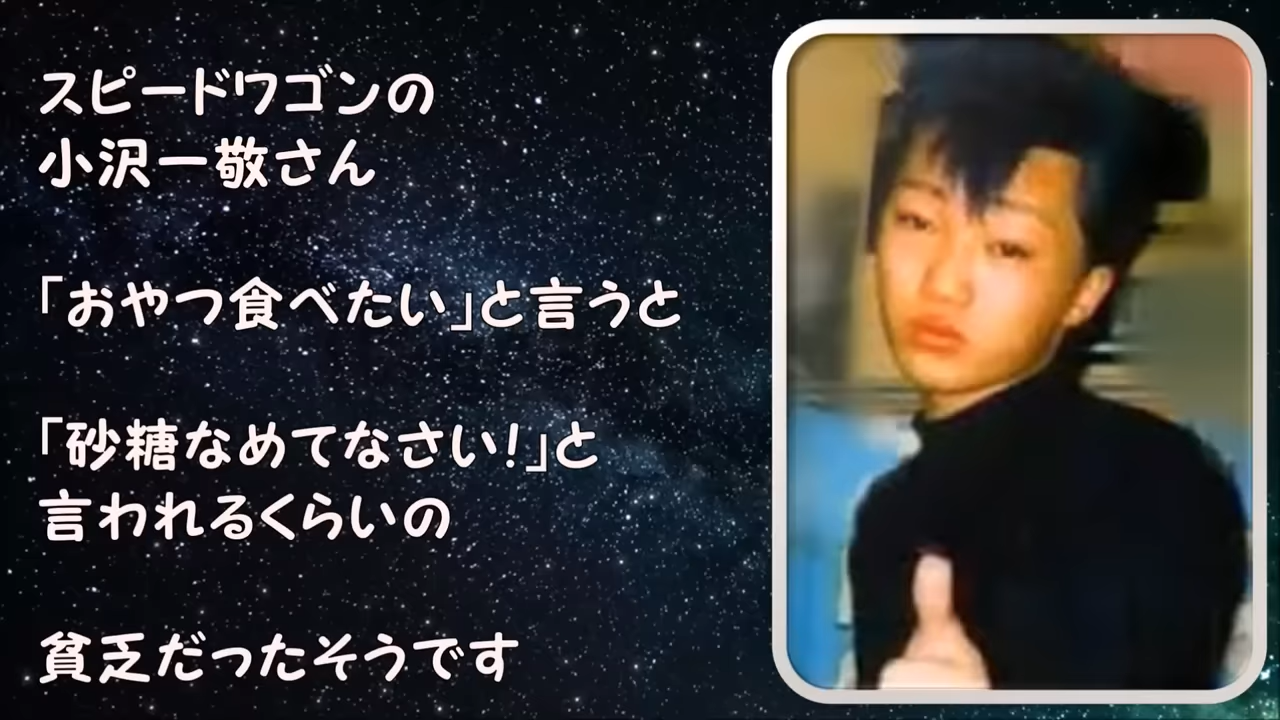 スピードワゴンの
小沢一敬さん
「おやつ食べたい」と言うと
「砂糖なめてなさい!」と
言われるくらいの
貧乏だったそうです